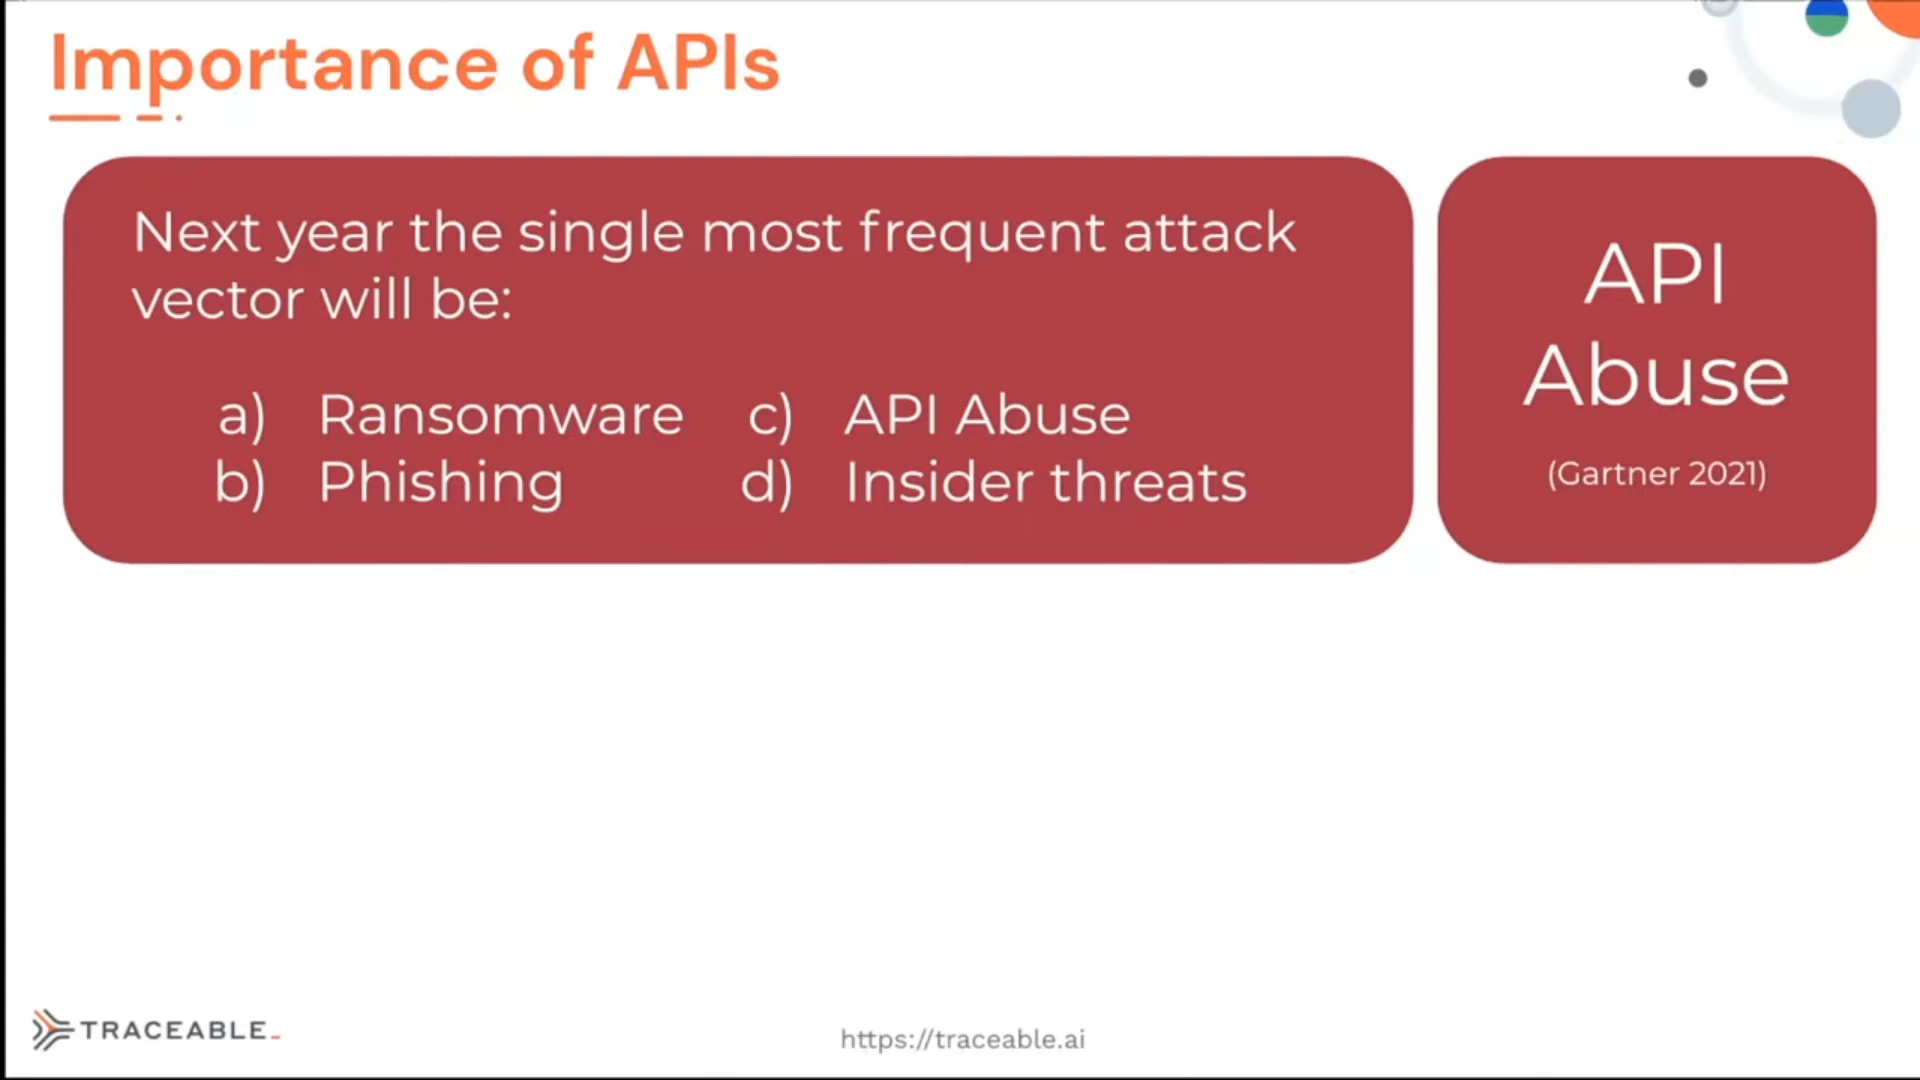 Importance of APIs
Next year the single most frequent attack
vector will be:
a) Ransomware
b) Phishing
c) API Abuse
d) Insider threats
API
Abuse
(Gartner 2021)
TRACEABLE_
https://traceable.ai